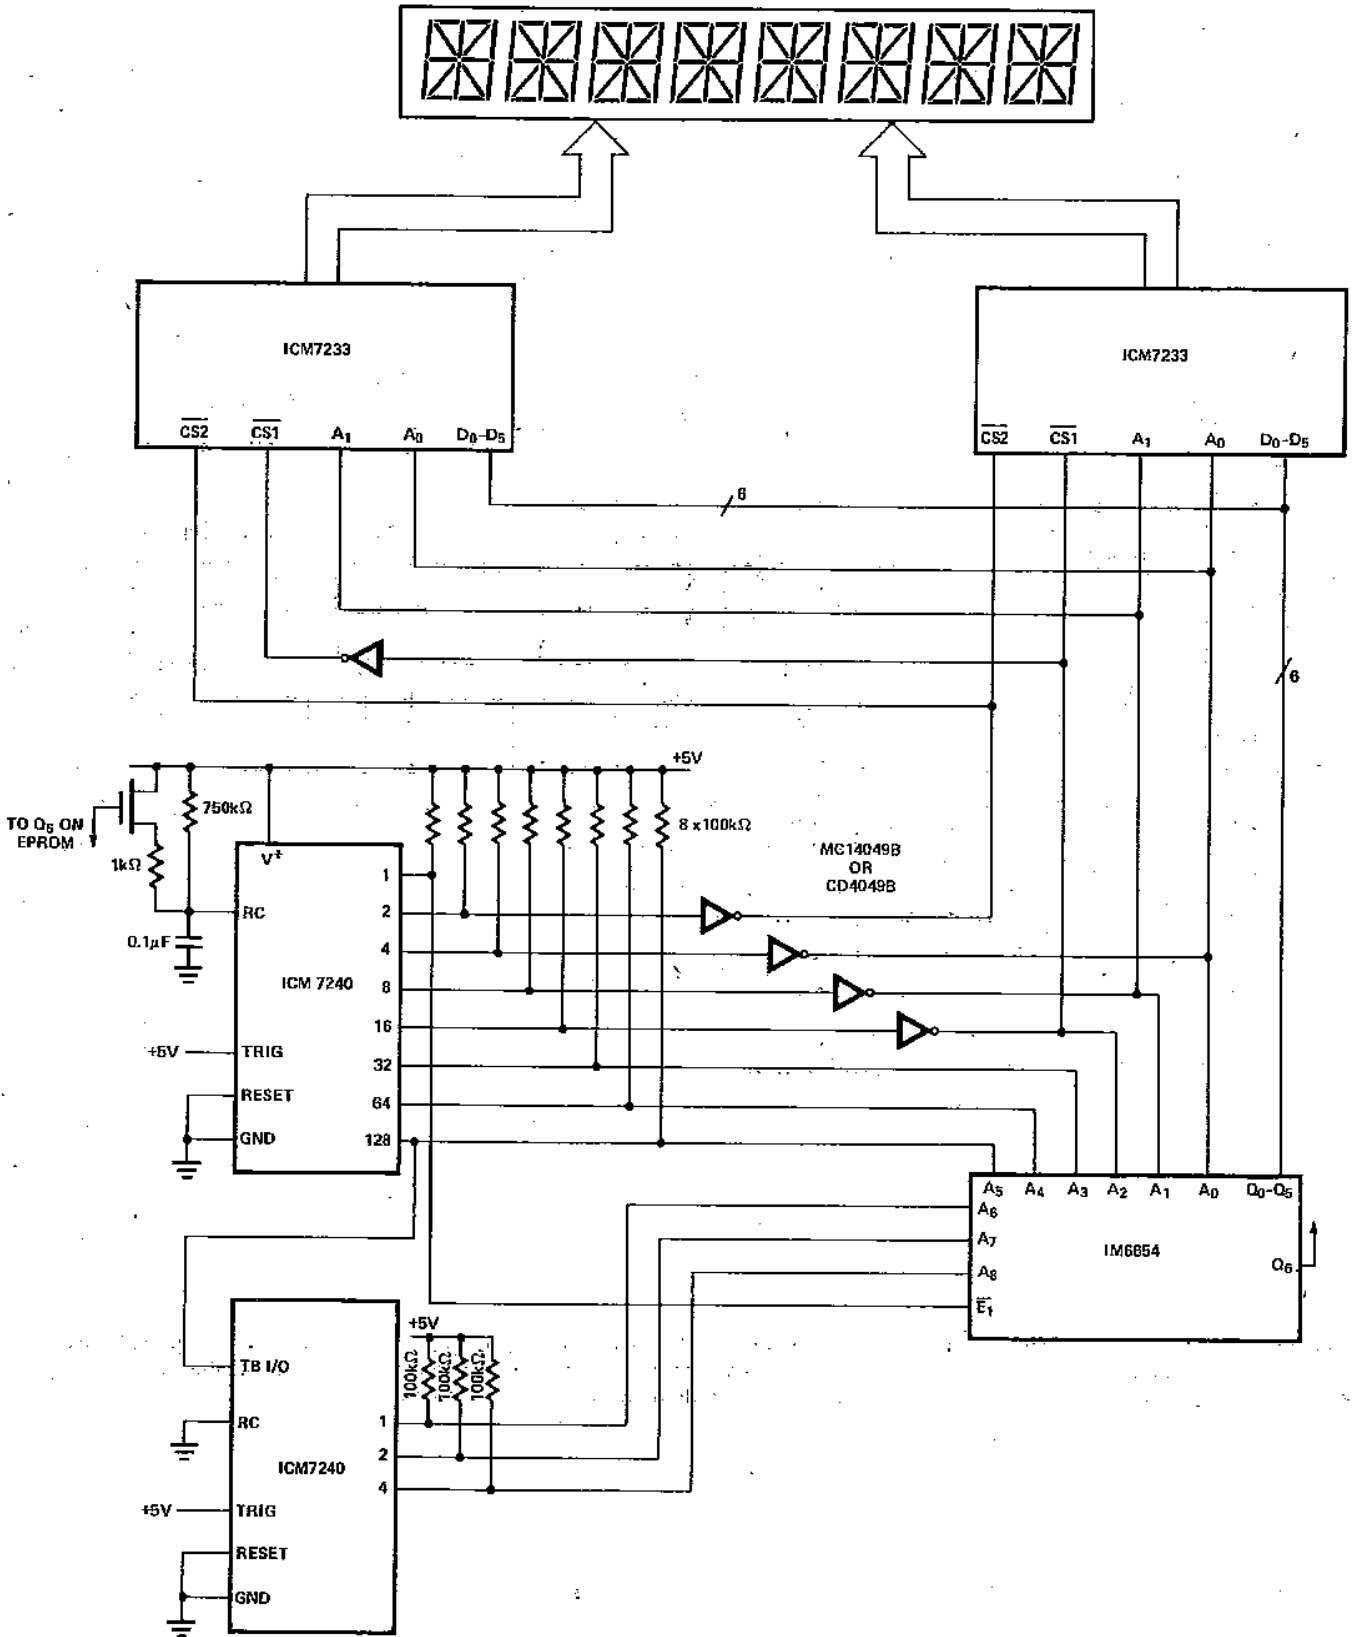 ICM7233
CS2 CS1 A1 A0 D0–D5
ICM7233
CS2 CS1 A1 A0 D0–D5
6
6
+5V
TO Q6 ON
EPROM
750kΩ
1kΩ
0.1μF
8 x 100kΩ
MC14049B
OR
CD4049B
V+
RC
ICM 7240
+5V TRIG
RESET
GND
1
2
4
8
16
32
64
128
A5 A4 A3 A2 A1 A0 Q0–Q5
A6
A7
A8
E1
IM6654
Q6
+5V
100kΩ
100kΩ
100kΩ
TB I/O
RC
ICM7240
+5V TRIG
RESET
GND
1
2
4